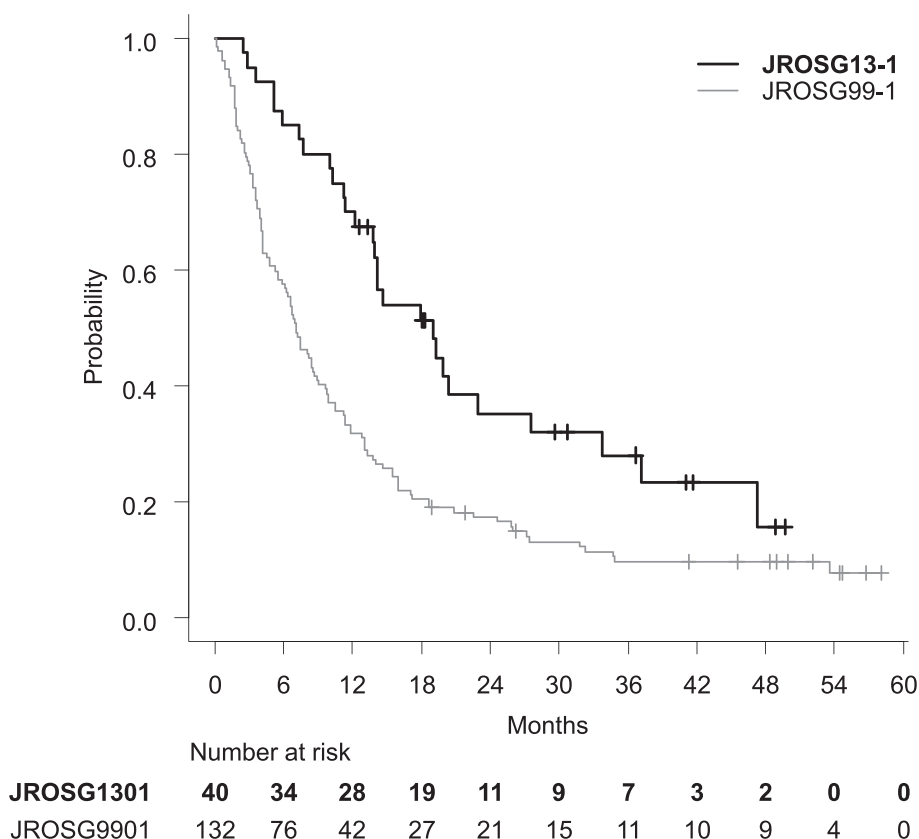 JROSG13-1
JROSG99-1
1.0
0.8
0.6
0.4
0.2
0.0
Probability
0 6 12 18 24 30 36 42 48 54 60
Months
Number at risk
JROSG1301 40 34 28 19 11 9 7 3 2 0 0
JROSG9901 132 76 42 27 21 15 11 10 9 4 0